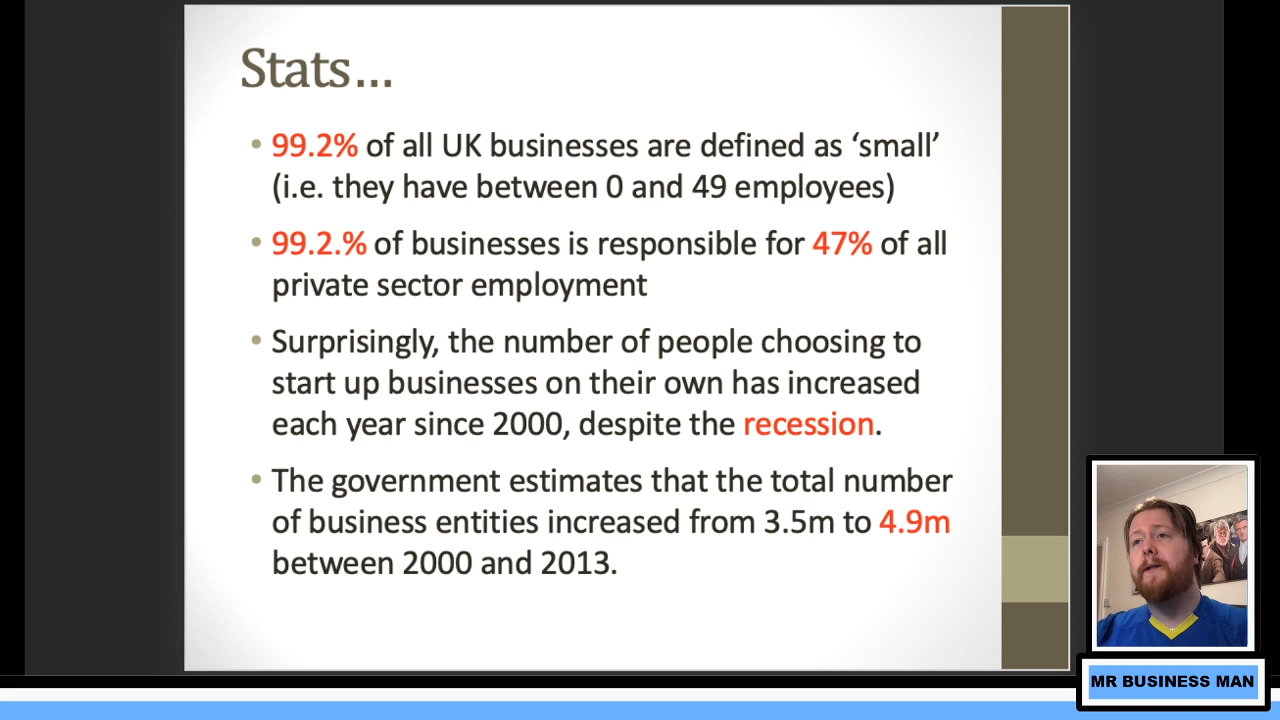 Stats...
• 99.2% of all UK businesses are defined as ‘small’
(i.e. they have between 0 and 49 employees)
• 99.2.% of businesses is responsible for 47% of all
private sector employment
• Surprisingly, the number of people choosing to
start up businesses on their own has increased
each year since 2000, despite the recession.
• The government estimates that the total number
of business entities increased from 3.5m to 4.9m
between 2000 and 2013.
MR BUSINESS MAN